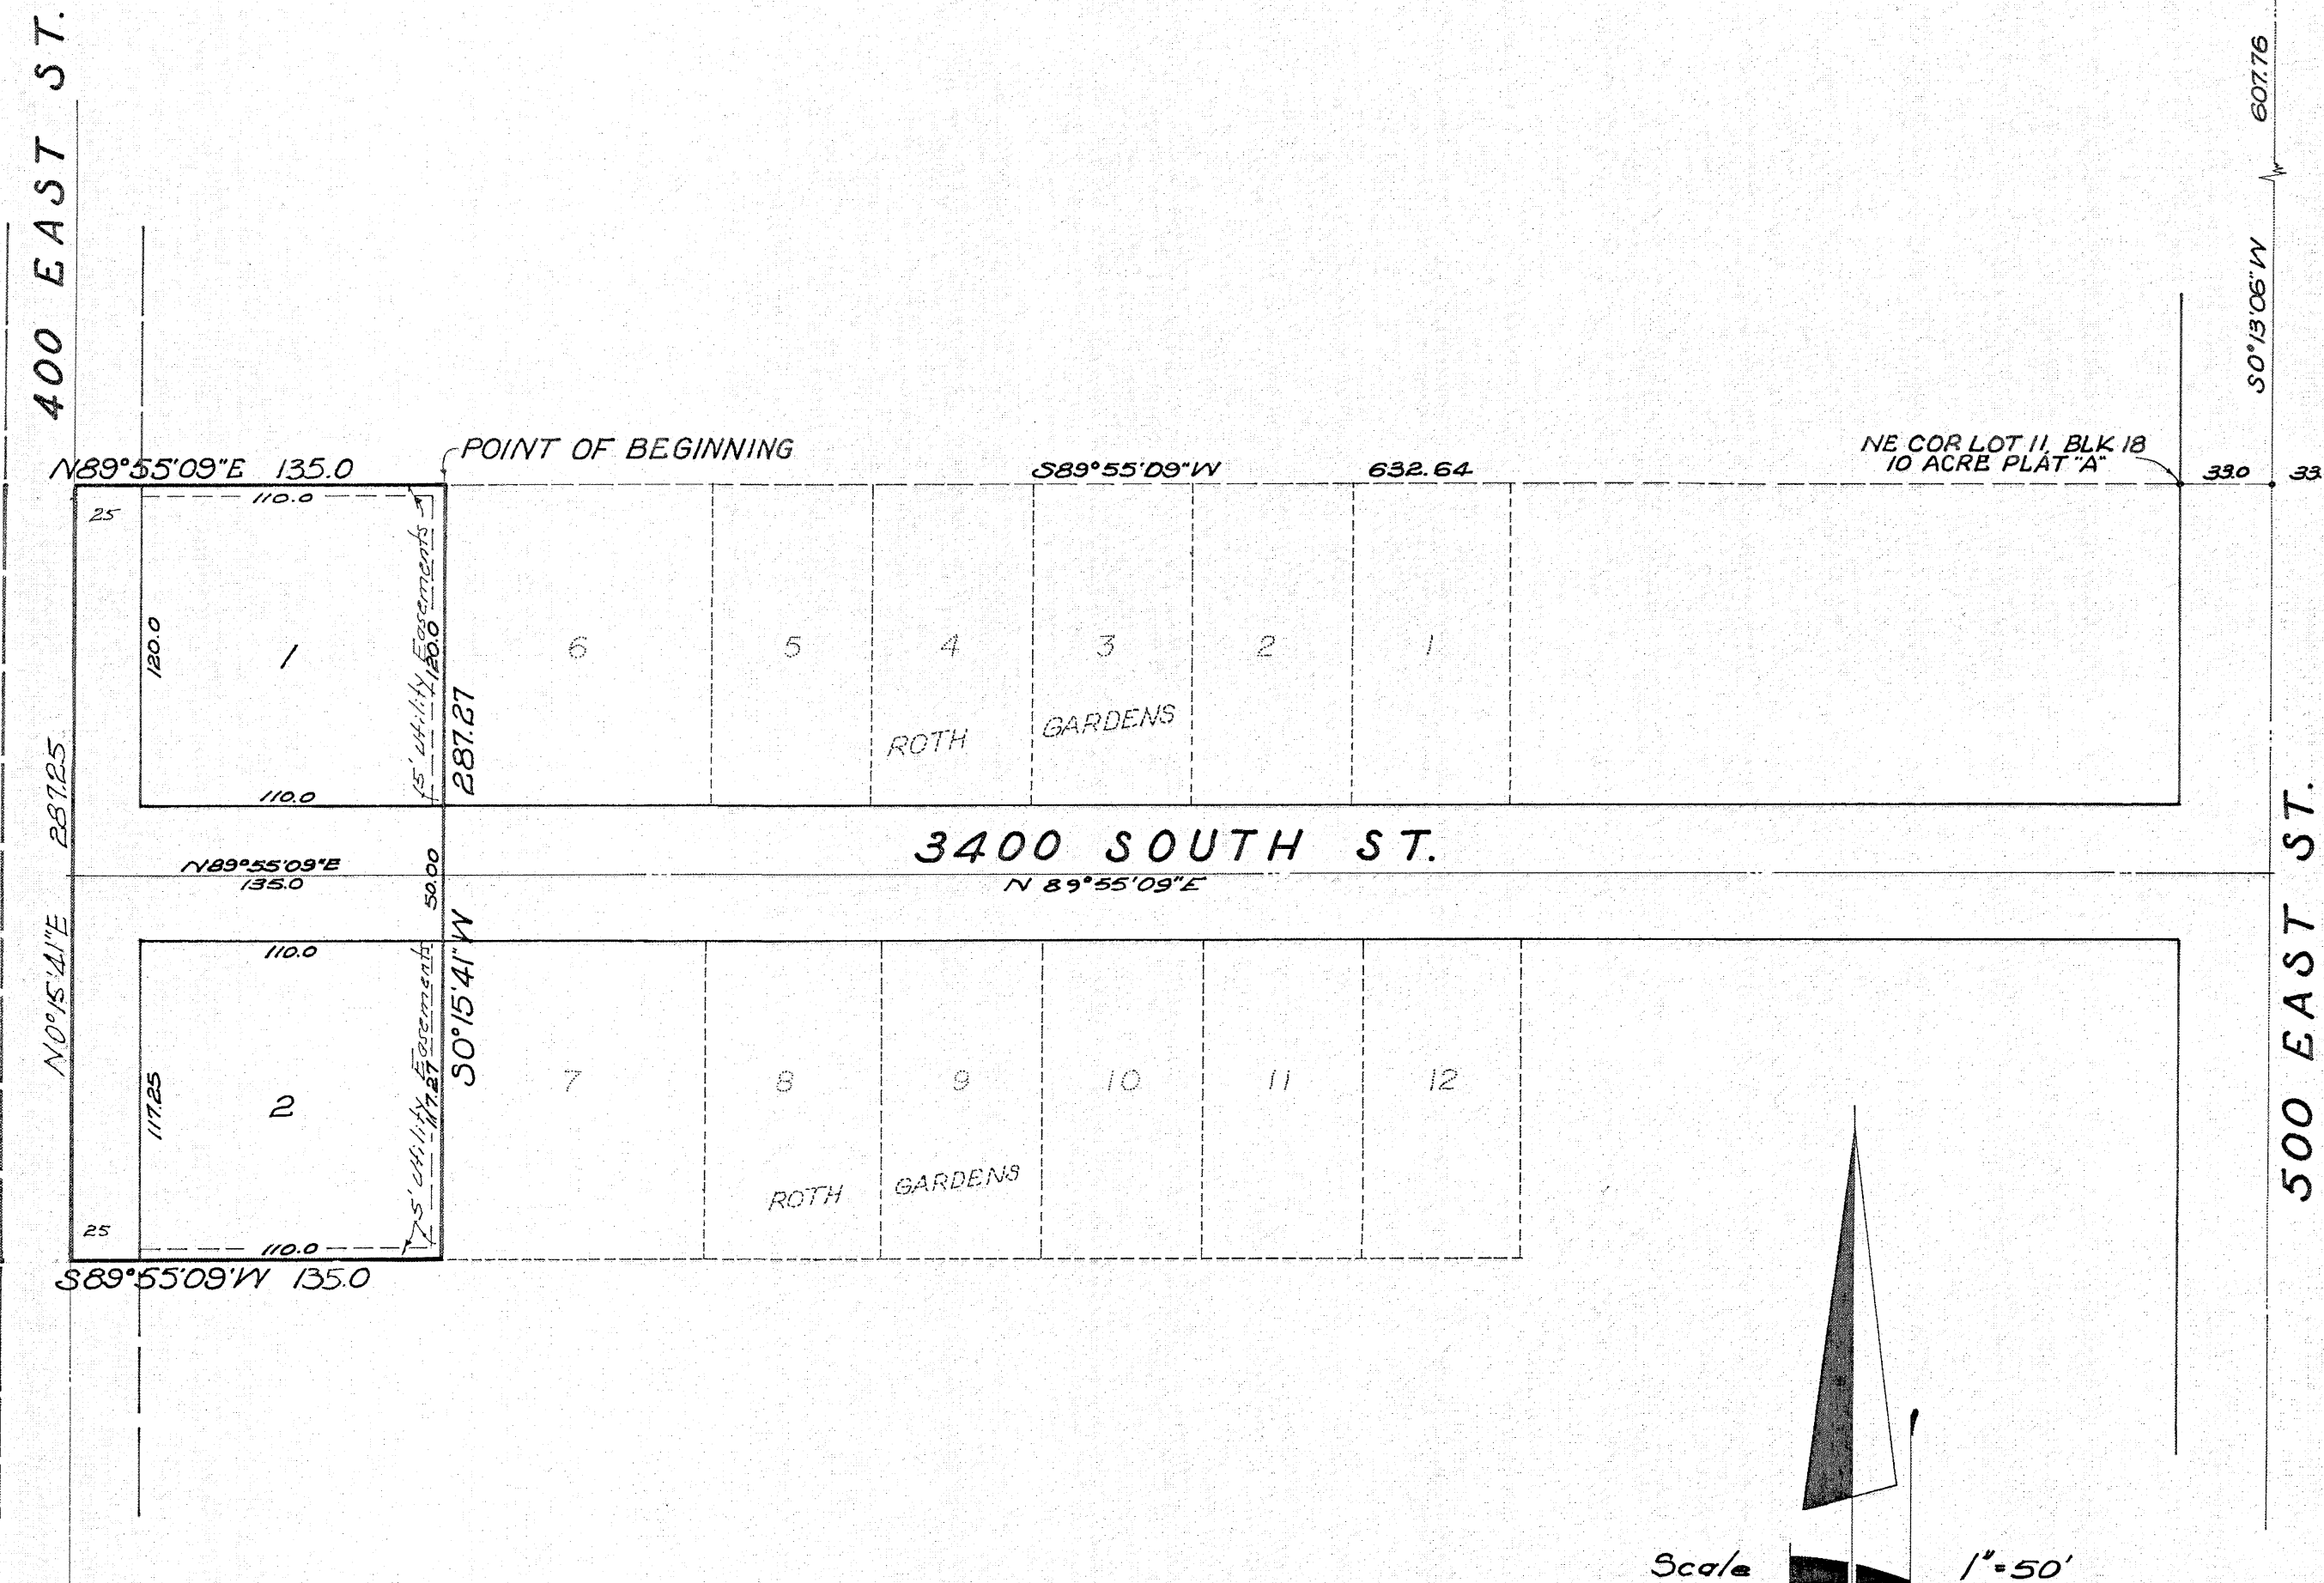 400 EAST ST.
607.76
S0°13'06"W
N89°55'09"E 135.0
POINT OF BEGINNING
S89°55'09"W 632.64
NE COR LOT 11, BLK 18
10 ACRE PLAT "A"
33.0
33.
110.0
25
120.0
1
5' Utility Easements
120.0
287.27
6
5
4
3
2
1
ROTH GARDENS
110.0
287.25
N0°15'41"E
N89°55'09"E
135.0
50.00
3400 SOUTH ST.
N 89°55'09"E
S0°15'41"W
110.0
117.25
2
5' Utility Easements
117.27
7
8
9
10
11
12
ROTH GARDENS
25
110.0
S89°55'09"W 135.0
500 EAST ST.
Scale 1"=50'